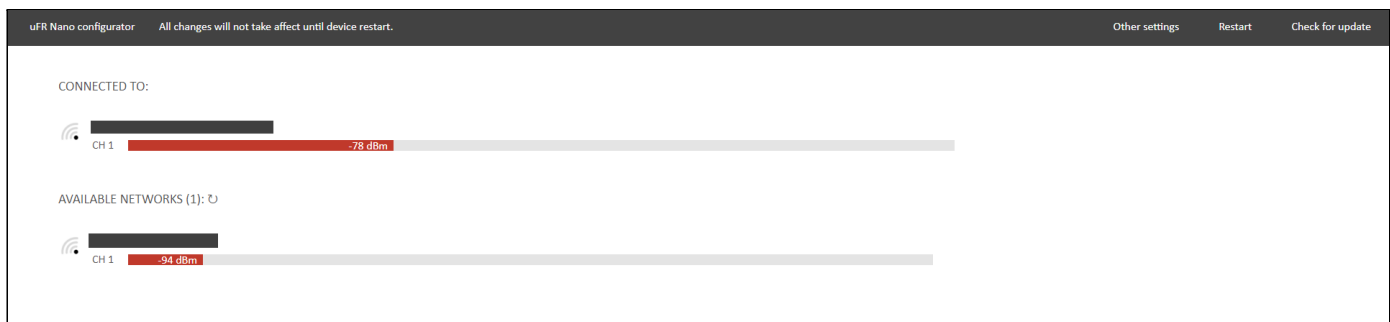 uFR Nano configurator All changes will not take affect until device restart. Other settings Restart Check for update
CONNECTED TO:
CH 1 -78 dBm
AVAILABLE NETWORKS (1): ↻
CH 1 -94 dBm